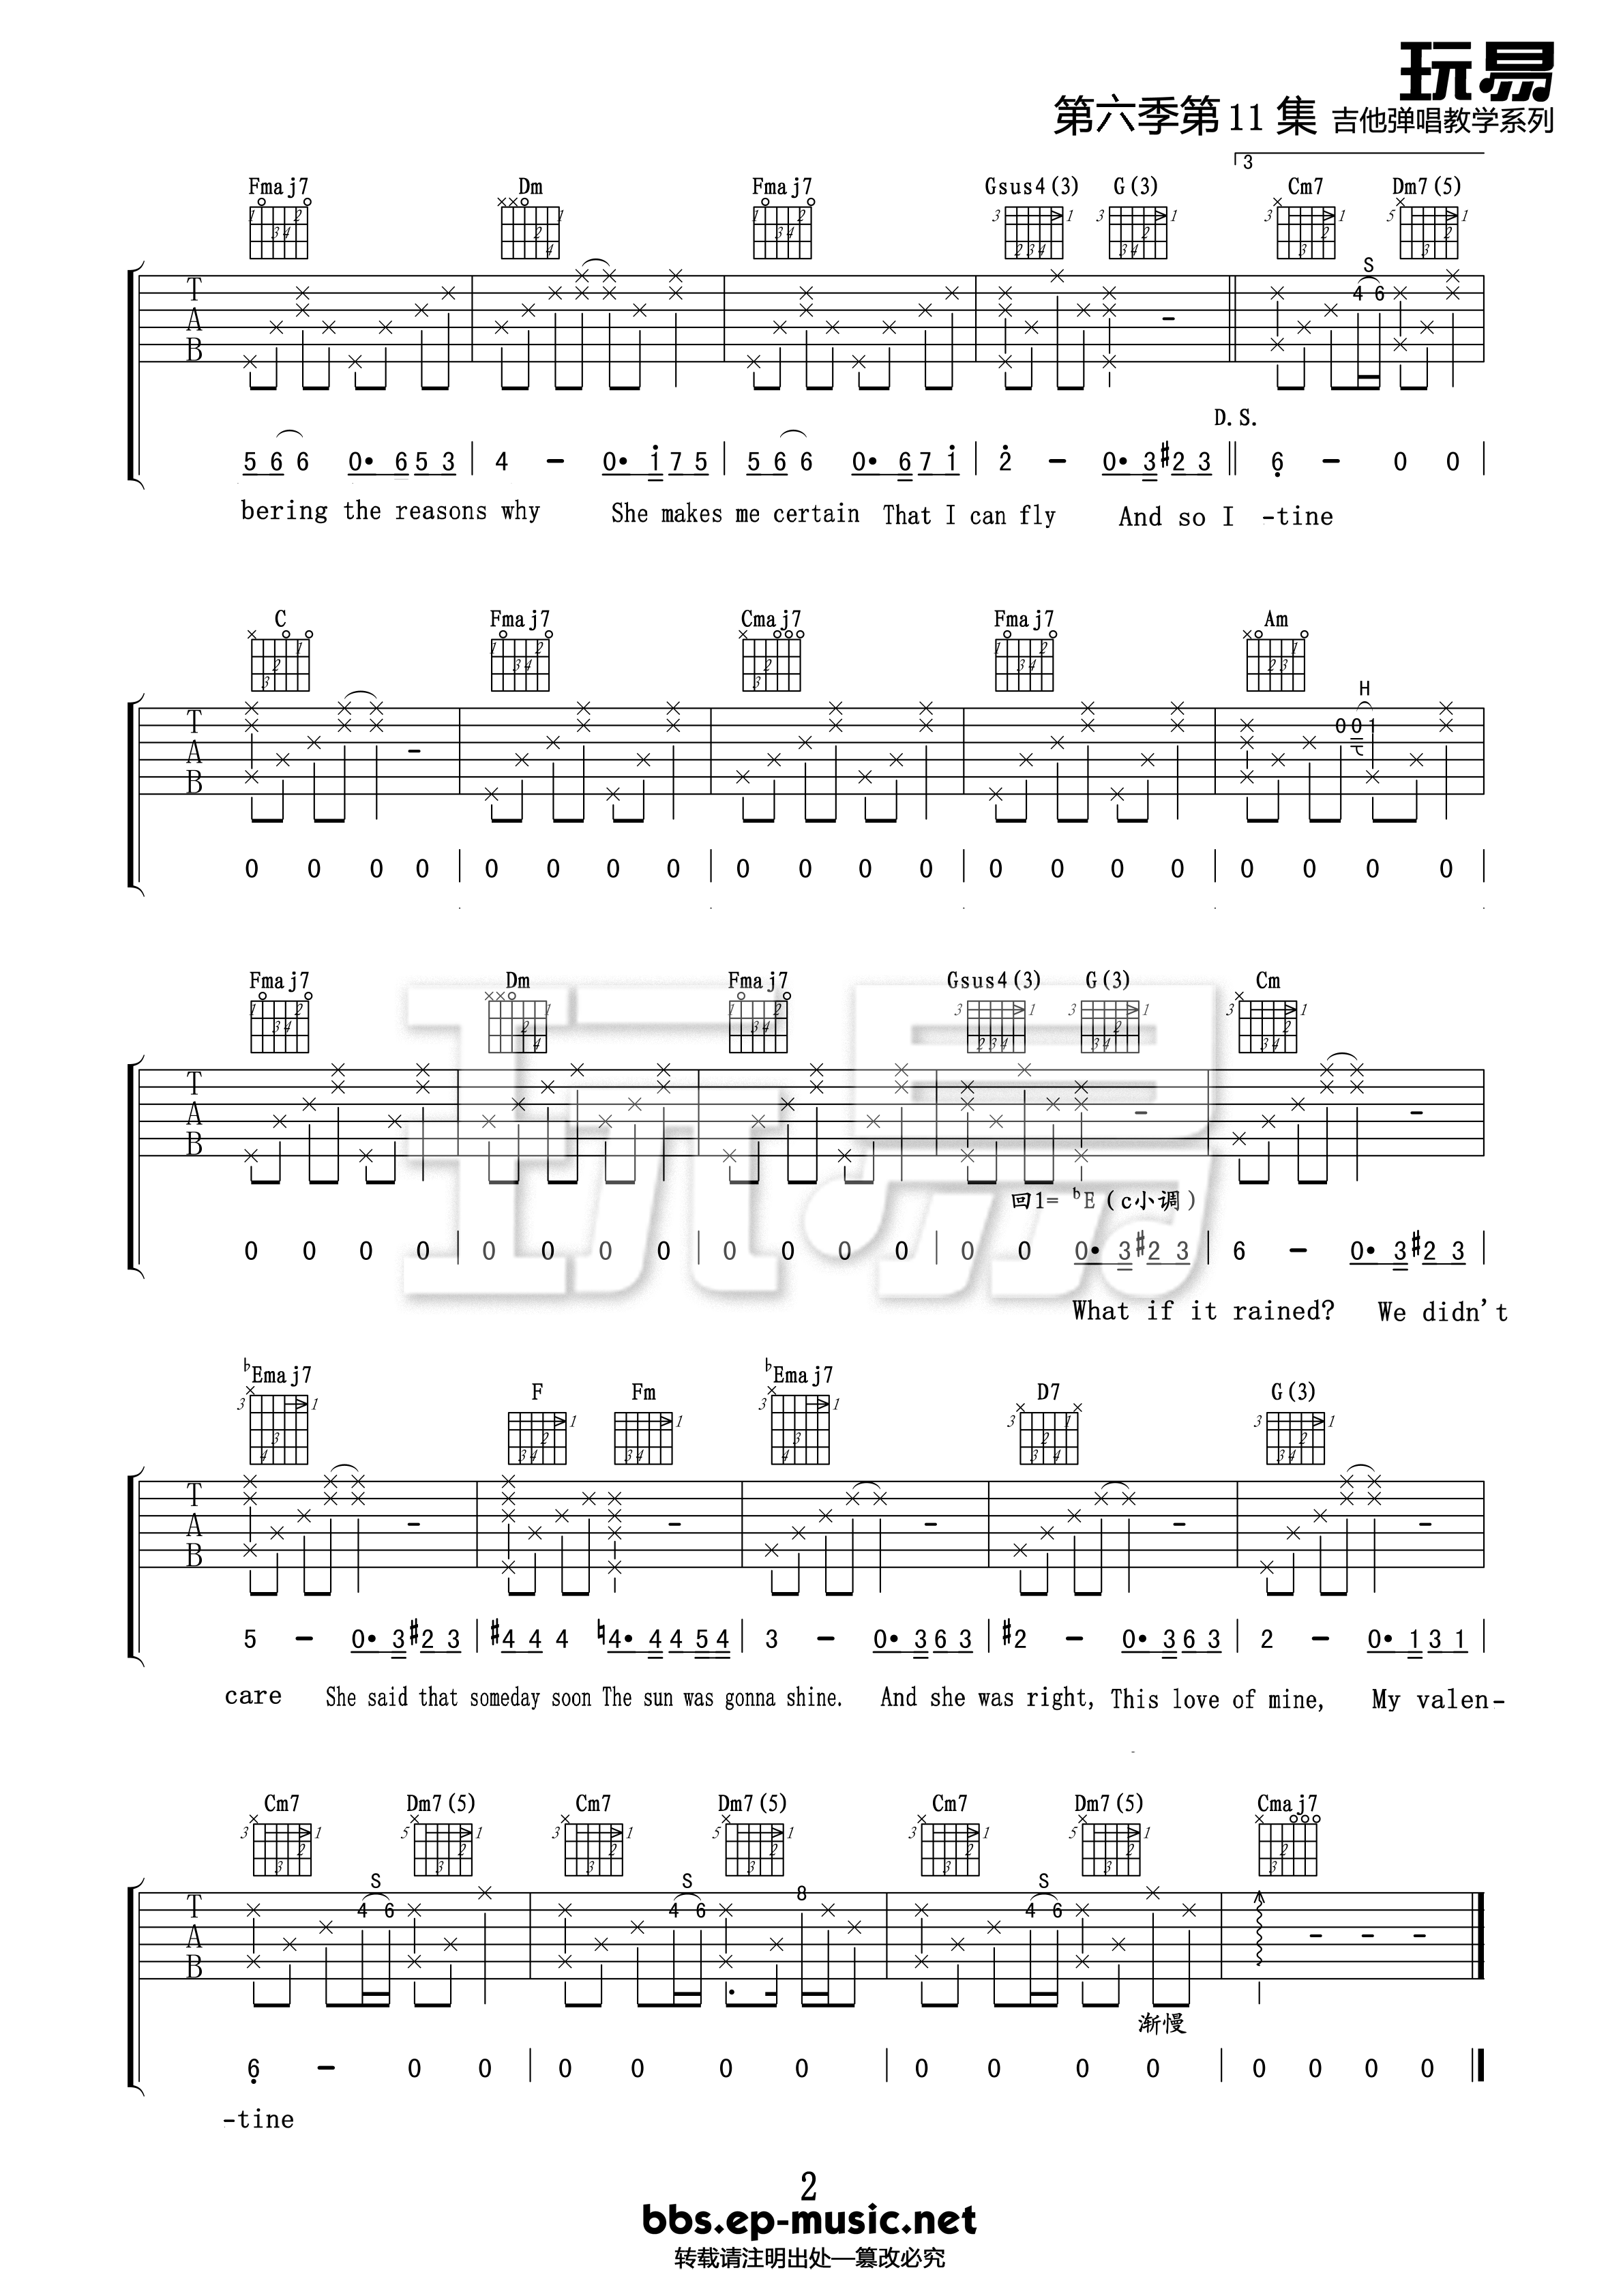 玩易
第六季第11集 吉他弹唱教学系列
3
Fmaj7 Dm Fmaj7 Gsus4(3) G(3) Cm7 Dm7(5)
S
T A B 4 6
D.S.
5 6 6 0• 6 5 3 | 4 - 0• 1 7 5 | 5 6 6 0• 6 7 1 | 2 - 0• 3 #2 3 || 6 - 0 0 |
bering the reasons why She makes me certain That I can fly And so I -tine
C Fmaj7 Cmaj7 Fmaj7 Am
H
T A B 0 0 1
0 0 0 0 | 0 0 0 0 | 0 0 0 0 | 0 0 0 0 | 0 0 0 0 |
Fmaj7 Dm Fmaj7 Gsus4(3) G(3) Cm
T A B
回1= ♭E (c小调)
0 0 0 0 | 0 0 0 0 | 0 0 0 0 | 0 0 0• 3 #2 3 | 6 - 0• 3 #2 3 |
What if it rained? We didn't
♭Emaj7 F Fm ♭Emaj7 D7 G(3)
T A B
5 - 0• 3 #2 3 | #4 4 4 ♮4• 4 4 5 4 | 3 - 0• 3 6 3 | #2 - 0• 3 6 3 | 2 - 0• 1 3 1 |
care She said that someday soon The sun was gonna shine. And she was right, This love of mine, My valen-
Cm7 Dm7(5) Cm7 Dm7(5) Cm7 Dm7(5) Cmaj7
S S S
T A B 4 6 4 6 8 4 6
渐慢
6 - 0 0 | 0 0 0 0 | 0 0 0 0 | 0 0 0 0
-tine
2
bbs.ep-music.net
转载请注明出处—篡改必究